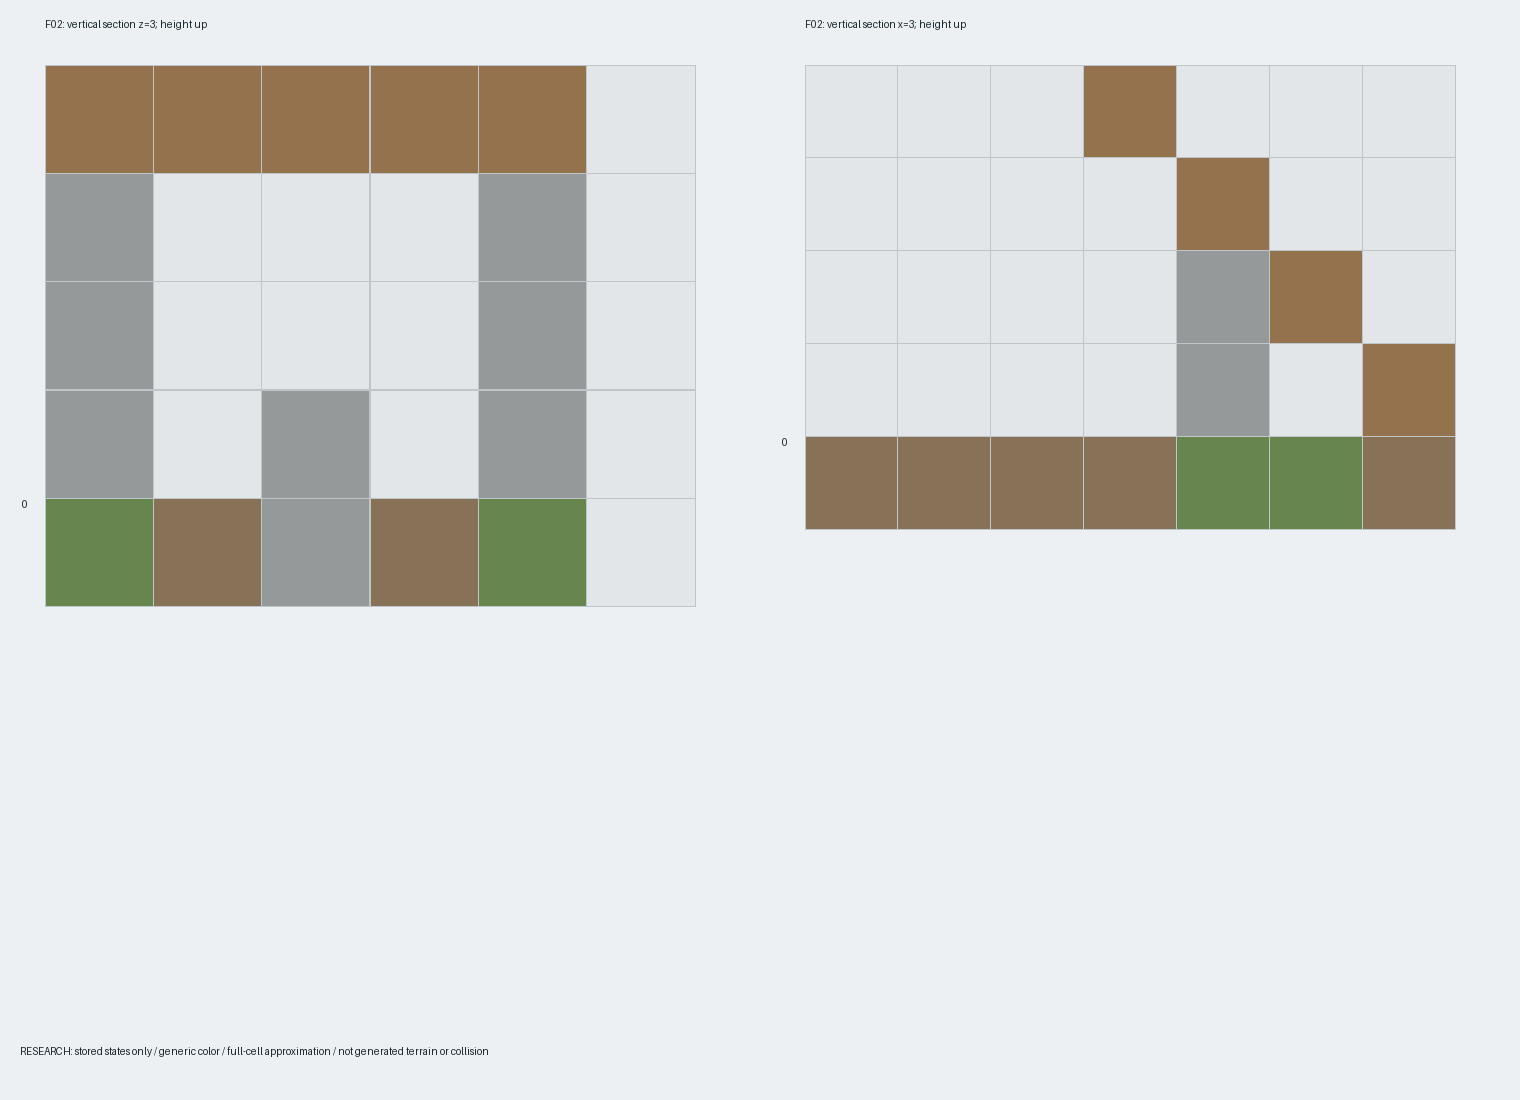 F02: vertical section z=3; height up
F02: vertical section x=3; height up
0
0
RESEARCH: stored states only / generic color / full-cell approximation / not generated terrain or collision